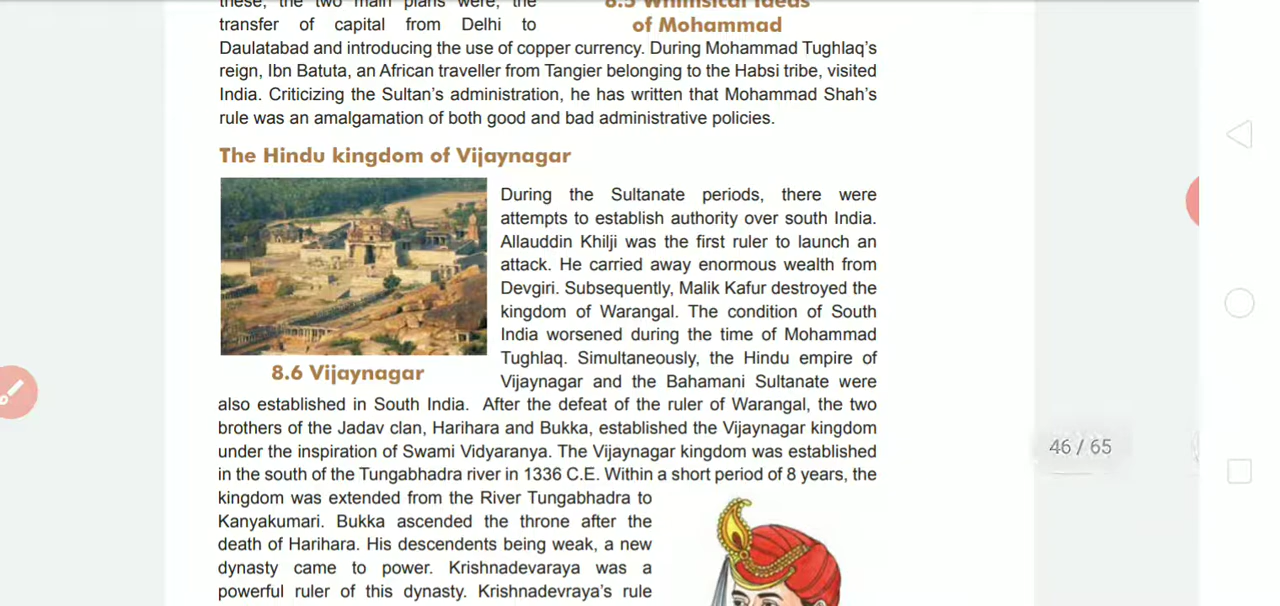 these, the two main plans were, the
8.5 Whimsical Ideas
of Mohammad
transfer of capital from Delhi to
Daulatabad and introducing the use of copper currency. During Mohammad Tughlaq's
reign, Ibn Batuta, an African traveller from Tangier belonging to the Habsi tribe, visited
India. Criticizing the Sultan's administration, he has written that Mohammad Shah's
rule was an amalgamation of both good and bad administrative policies.
The Hindu kingdom of Vijaynagar
During the Sultanate periods, there were
attempts to establish authority over south India.
Allauddin Khilji was the first ruler to launch an
attack. He carried away enormous wealth from
Devgiri. Subsequently, Malik Kafur destroyed the
kingdom of Warangal. The condition of South
India worsened during the time of Mohammad
Tughlaq. Simultaneously, the Hindu empire of
8.6 Vijaynagar
Vijaynagar and the Bahamani Sultanate were
also established in South India. After the defeat of the ruler of Warangal, the two
brothers of the Jadav clan, Harihara and Bukka, established the Vijaynagar kingdom
under the inspiration of Swami Vidyaranya. The Vijaynagar kingdom was established
in the south of the Tungabhadra river in 1336 C.E. Within a short period of 8 years, the
kingdom was extended from the River Tungabhadra to
Kanyakumari. Bukka ascended the throne after the
death of Harihara. His descendents being weak, a new
dynasty came to power. Krishnadevaraya was a
powerful ruler of this dynasty. Krishnadevraya's rule
46 / 65